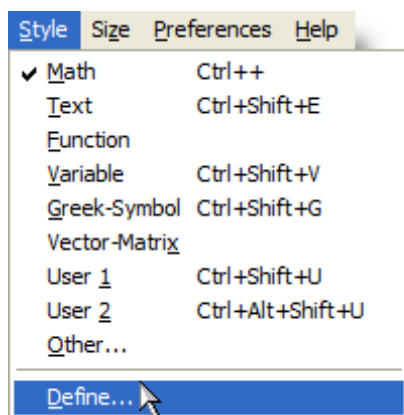 Style Size Preferences Help
Math Ctrl++
Text Ctrl+Shift+E
Function
Variable Ctrl+Shift+V
Greek-Symbol Ctrl+Shift+G
Vector-Matrix
User 1 Ctrl+Shift+U
User 2 Ctrl+Alt+Shift+U
Other...
Define...